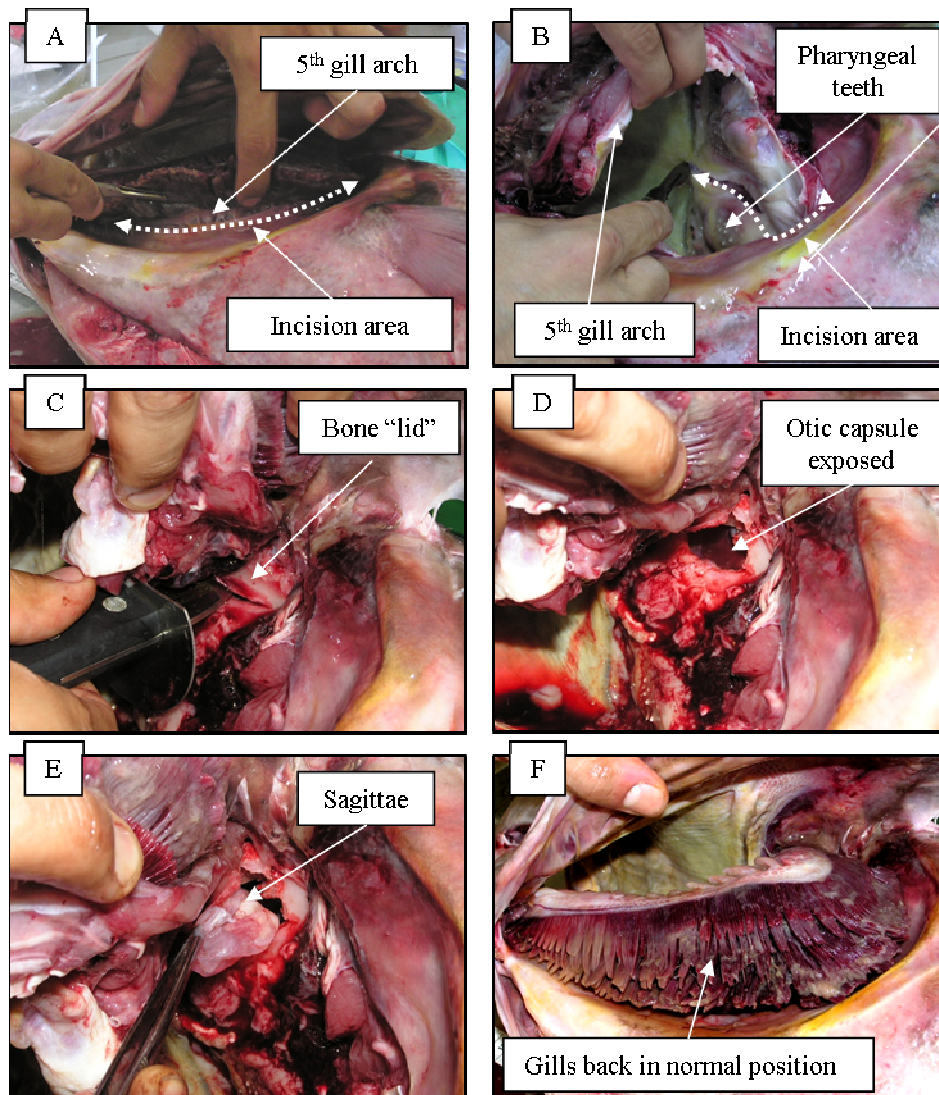 A
5th gill arch
Incision area
B
Pharyngeal
teeth
5th gill arch
Incision area
C
Bone “lid”
D
Otic capsule
exposed
E
Sagittae
F
Gills back in normal position